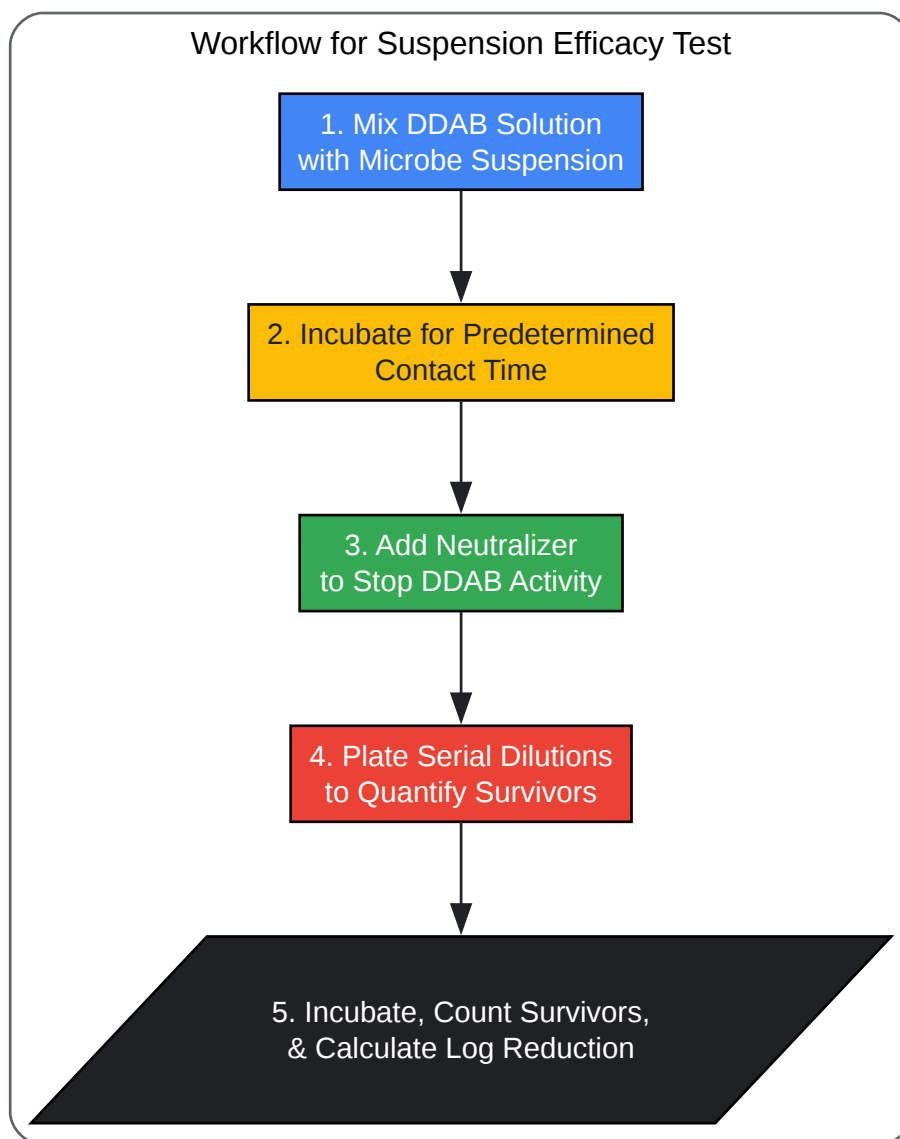 Workflow for Suspension Efficacy Test
1. Mix DDAB Solution
with Microbe Suspension
2. Incubate for Predetermined
Contact Time
3. Add Neutralizer
to Stop DDAB Activity
4. Plate Serial Dilutions
to Quantify Survivors
5. Incubate, Count Survivors,
& Calculate Log Reduction